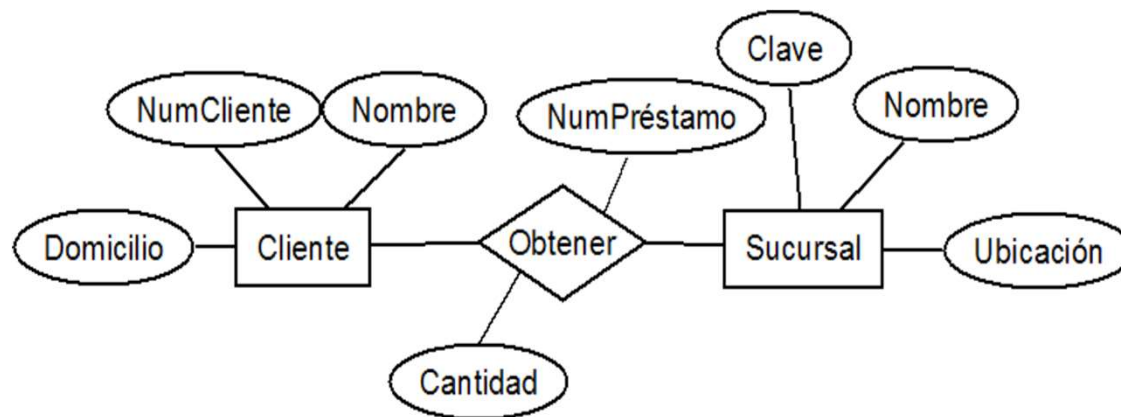 Clave
NumCliente
Nombre
NumPréstamo
Nombre
Domicilio
Cliente
Obtener
Sucursal
Ubicación
Cantidad